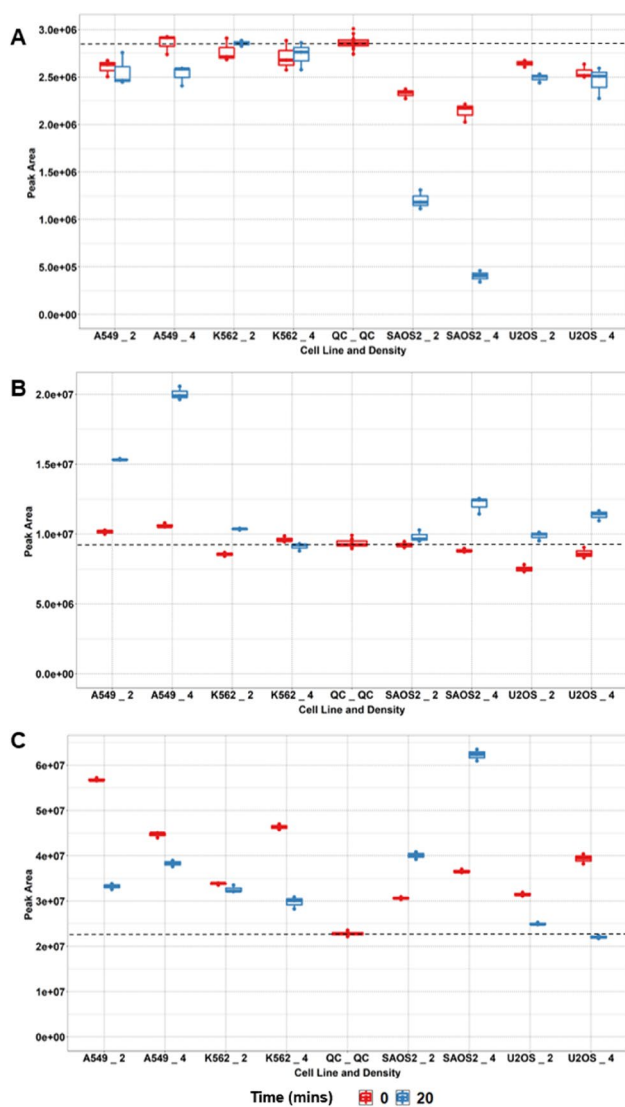 A
3.0e+06
2.5e+06
2.0e+06
Peak Area
1.5e+06
1.0e+06
5.0e+05
0.0e+00
A549 _ 2 A549 _ 4 K562 _ 2 K562 _ 4 QC _ QC SAOS2 _ 2 SAOS2 _ 4 U2OS _ 2 U2OS _ 4
Cell Line and Density
B
2.0e+07
1.5e+07
Peak Area
1.0e+07
5.0e+06
0.0e+00
A549 _ 2 A549 _ 4 K562 _ 2 K562 _ 4 QC _ QC SAOS2 _ 2 SAOS2 _ 4 U2OS _ 2 U2OS _ 4
Cell Line and Density
C
6e+07
5e+07
4e+07
Peak Area
3e+07
2e+07
1e+07
0e+00
A549 _ 2 A549 _ 4 K562 _ 2 K562 _ 4 QC _ QC SAOS2 _ 2 SAOS2 _ 4 U2OS _ 2 U2OS _ 4
Cell Line and Density
Time (mins) 0 20